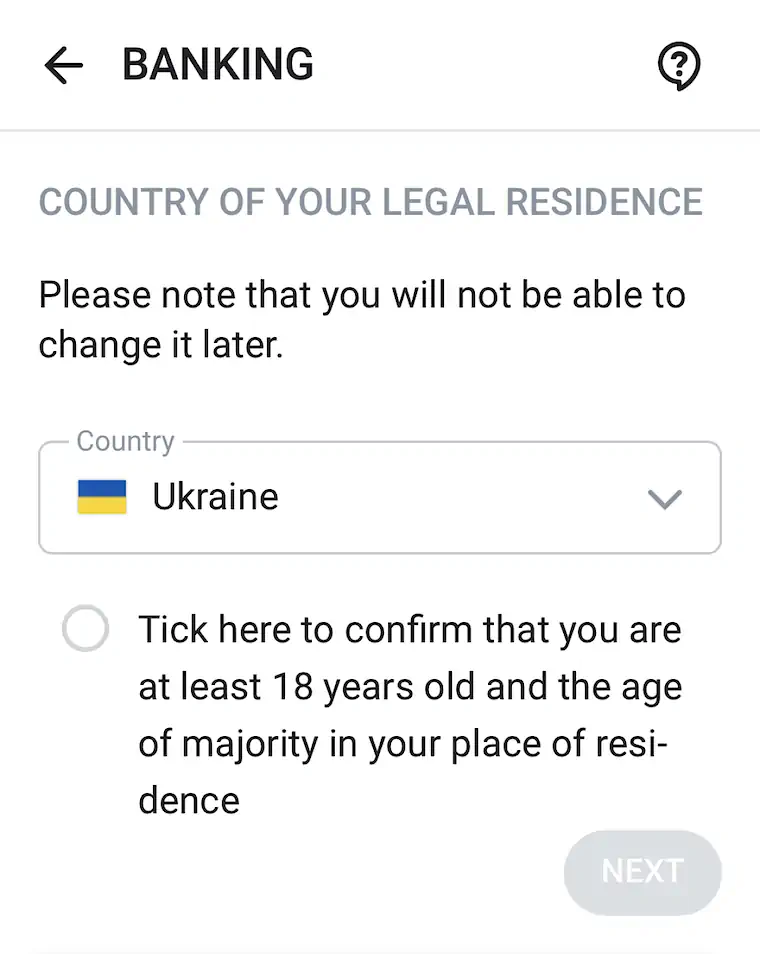 BANKING
COUNTRY OF YOUR LEGAL RESIDENCE
Please note that you will not be able to
change it later.
Country
Ukraine
Tick here to confirm that you are
at least 18 years old and the age
of majority in your place of resi-
dence
NEXT